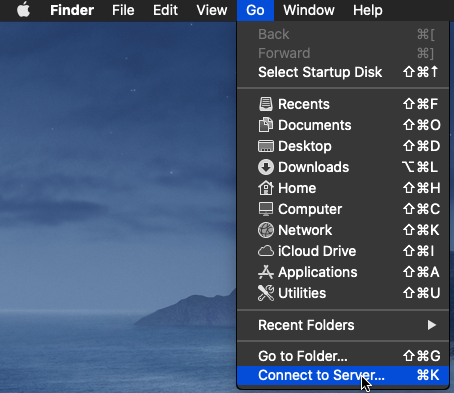 Finder File Edit View Go Window Help
Back ⌘[
Forward ⌘]
Select Startup Disk ⇧⌘↑
Recents ⇧⌘F
Documents ⇧⌘O
Desktop ⇧⌘D
Downloads ⌥⌘L
Home ⇧⌘H
Computer ⇧⌘C
Network ⇧⌘K
iCloud Drive ⇧⌘I
Applications ⇧⌘A
Utilities ⇧⌘U
Recent Folders ▶
Go to Folder... ⇧⌘G
Connect to Server... ⌘K